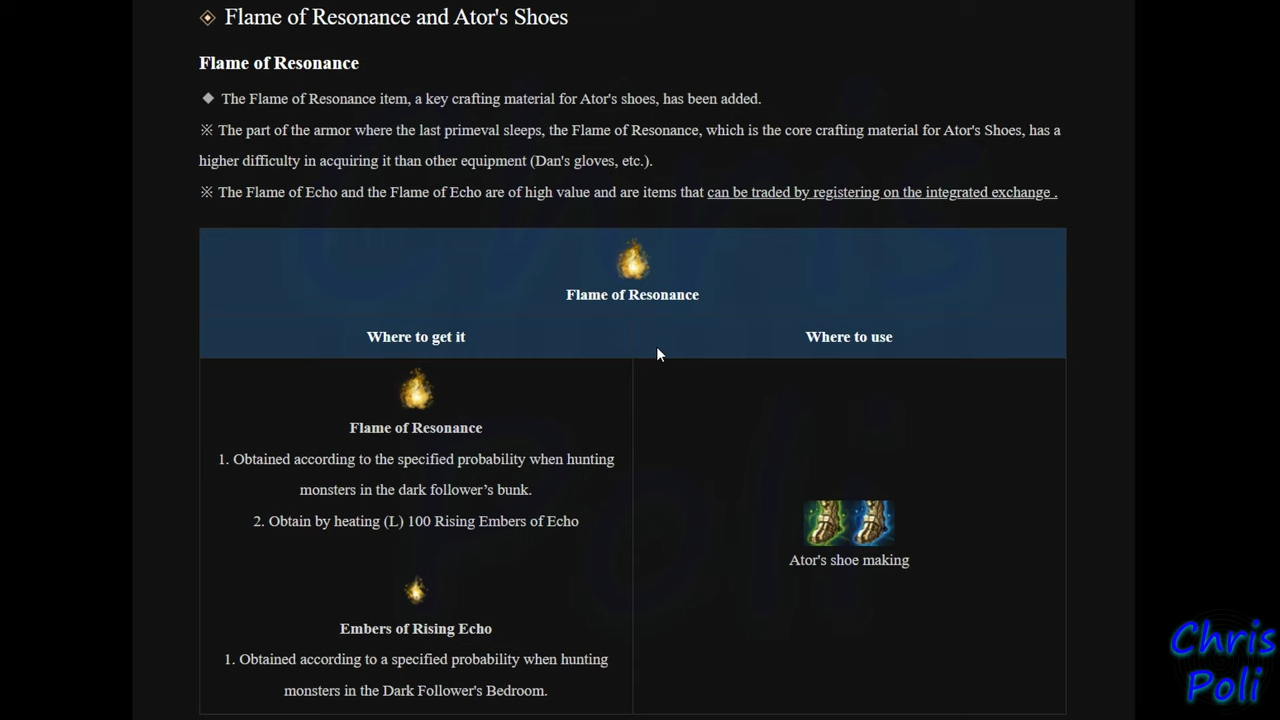 Flame of Resonance and Ator's Shoes
Flame of Resonance
◆ The Flame of Resonance item, a key crafting material for Ator's shoes, has been added.
※ The part of the armor where the last primeval sleeps, the Flame of Resonance, which is the core crafting material for Ator's Shoes, has a
higher difficulty in acquiring it than other equipment (Dan's gloves, etc.).
※ The Flame of Echo and the Flame of Echo are of high value and are items that can be traded by registering on the integrated exchange .
Flame of Resonance
Where to get it
Where to use
Flame of Resonance
1. Obtained according to the specified probability when hunting
monsters in the dark follower’s bunk.
2. Obtain by heating (L) 100 Rising Embers of Echo
Embers of Rising Echo
1. Obtained according to a specified probability when hunting
monsters in the Dark Follower's Bedroom.
Ator's shoe making
Chris
Poli